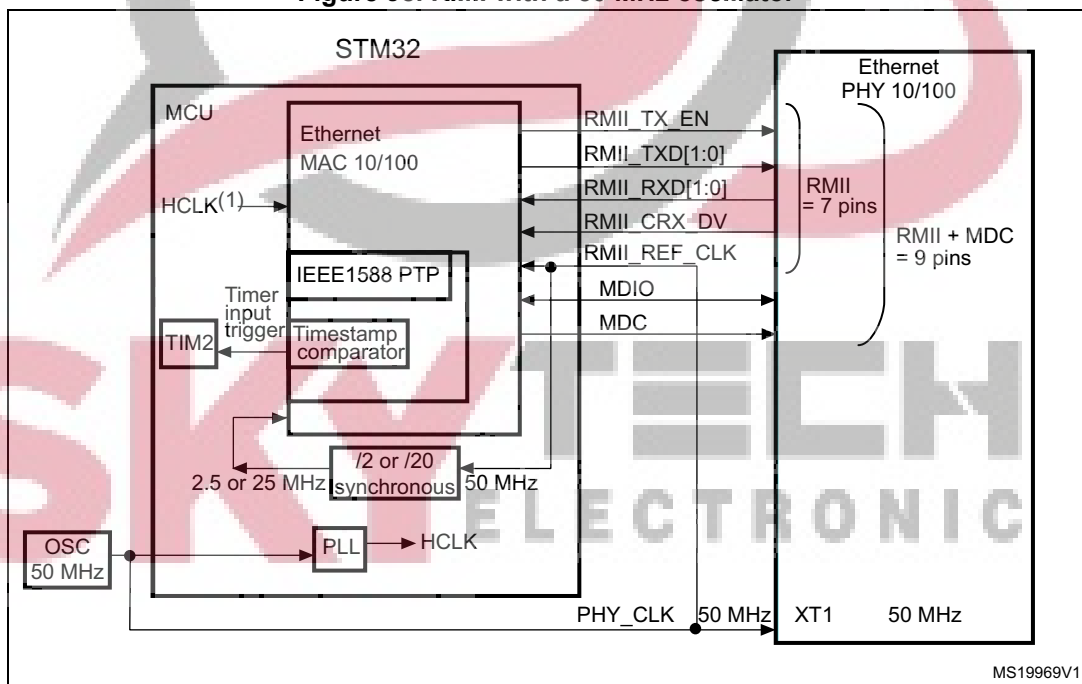 STM32
Ethernet
PHY 10/100
MCU
Ethernet
MAC 10/100
HCLK(1)
RMII_TX_EN
RMII_TXD[1:0]
RMII_RXD[1:0]
RMII_CRX_DV
RMII_REF_CLK
MDIO
MDC
RMII
= 7 pins
RMII + MDC
= 9 pins
IEEE1588 PTP
Timer
input
trigger
TIM2
Timestamp
comparator
/2 or /20
synchronous
2.5 or 25 MHz
50 MHz
OSC
50 MHz
PLL
HCLK
PHY_CLK
50 MHz
XT1
50 MHz
SKYTECH
ELECTRONIC
MS19969V1